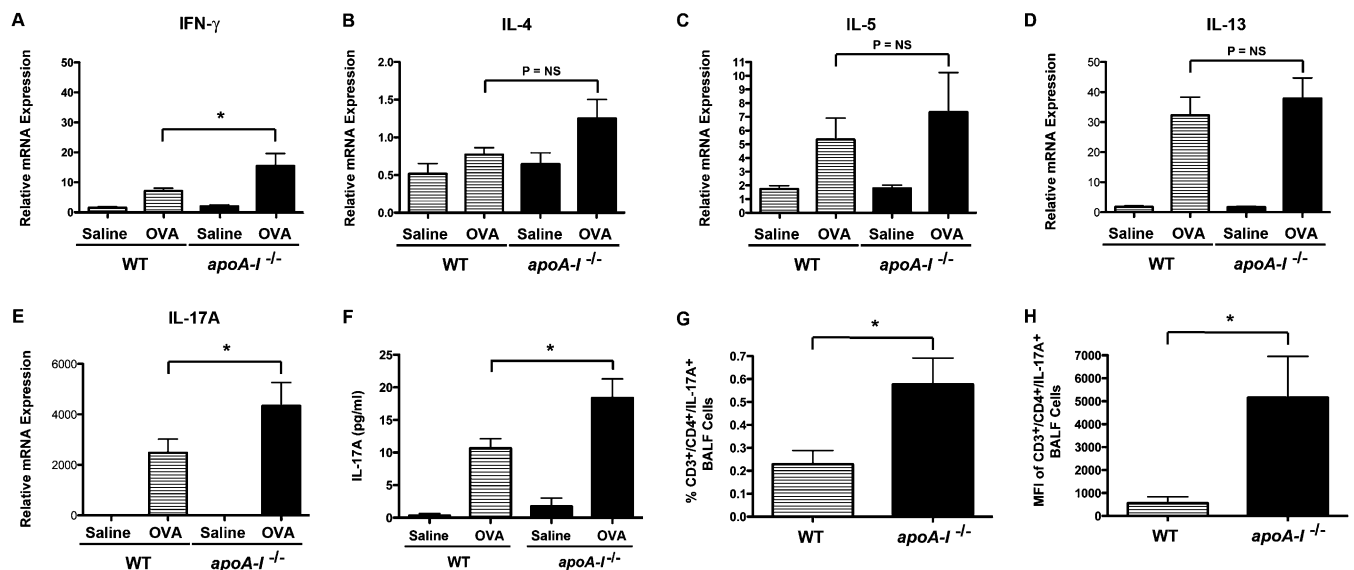 A
IFN-γ
Relative mRNA Expression
50
40
30
20
10
0
*
Saline OVA Saline OVA
WT apoA-I -/-
B
IL-4
Relative mRNA Expression
2.0
1.5
1.0
0.5
0.0
P = NS
Saline OVA Saline OVA
WT apoA-I -/-
C
IL-5
Relative mRNA Expression
11
10
9
8
7
6
5
4
3
2
1
0
P = NS
Saline OVA Saline OVA
WT apoA-I -/-
D
IL-13
Relative mRNA Expression
50
40
30
20
10
0
P = NS
Saline OVA Saline OVA
WT apoA-I -/-
E
IL-17A
Relative mRNA Expression
6000
4000
2000
0
*
Saline OVA Saline OVA
WT apoA-I -/-
F
IL-17A (pg/ml)
25
20
15
10
5
0
*
Saline OVA Saline OVA
WT apoA-I -/-
G
% CD3+/CD4+/IL-17A+
BALF Cells
0.7
0.6
0.5
0.4
0.3
0.2
0.1
0.0
*
WT apoA-I -/-
H
MFI of CD3+/CD4+/IL-17A+
BALF Cells
7000
6000
5000
4000
3000
2000
1000
0
*
WT apoA-I -/-